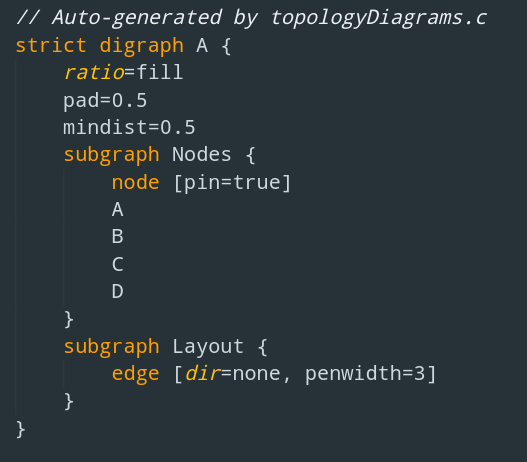 // Auto-generated by topologyDiagrams.c
strict digraph A {
    ratio=fill
    pad=0.5
    mindist=0.5
    subgraph Nodes {
        node [pin=true]
        A
        B
        C
        D
    }
    subgraph Layout {
        edge [dir=none, penwidth=3]
    }
}